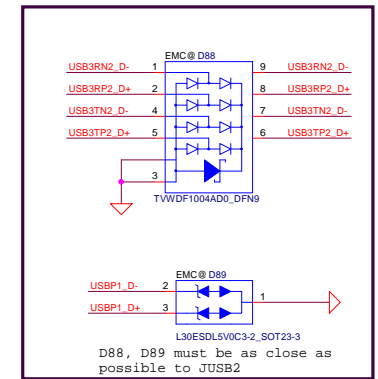 EMC@ D88
USB3RN2_D- 1 9 USB3RN2_D-
USB3RP2_D+ 2 8 USB3RP2_D+
USB3TN2_D- 4 7 USB3TN2_D-
USB3TP2_D+ 5 6 USB3TP2_D+
3
TVWDF1004AD0_DFN9
EMC@ D89
USBP1_D- 2
1
USBP1_D+ 3
L30ESDL5V0C3-2_SOT23-3
D88, D89 must be as close as
possible to JUSB2